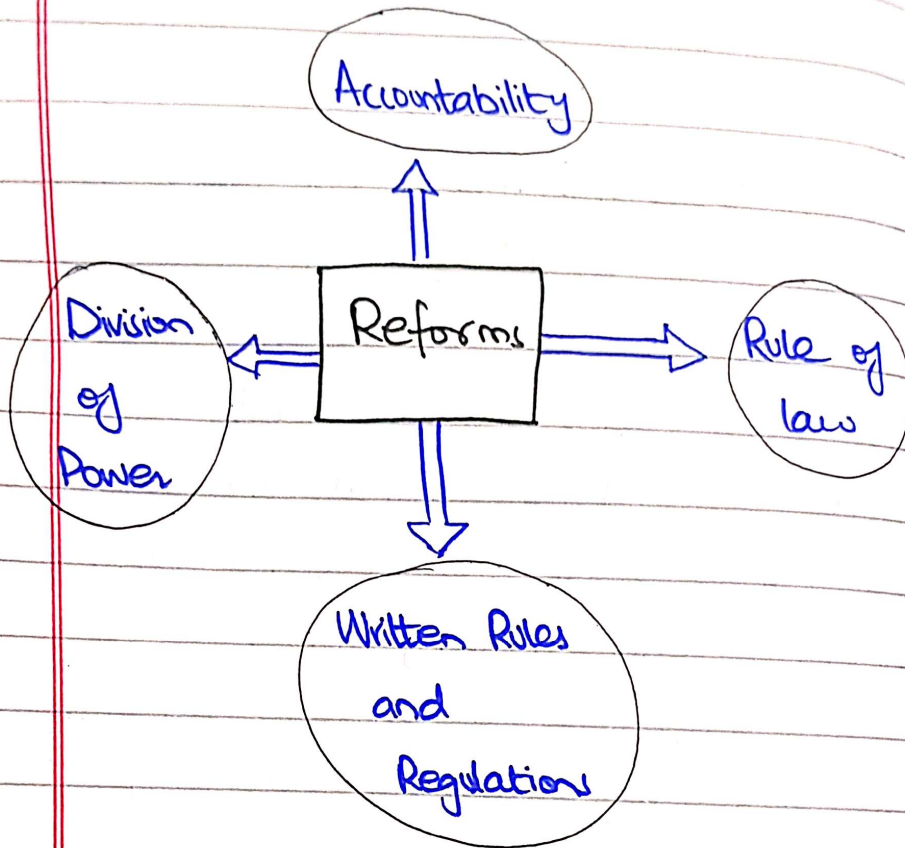 Accountability
Division
of
Power
Reforms
Rule of
law
Written Rules
and
Regulations